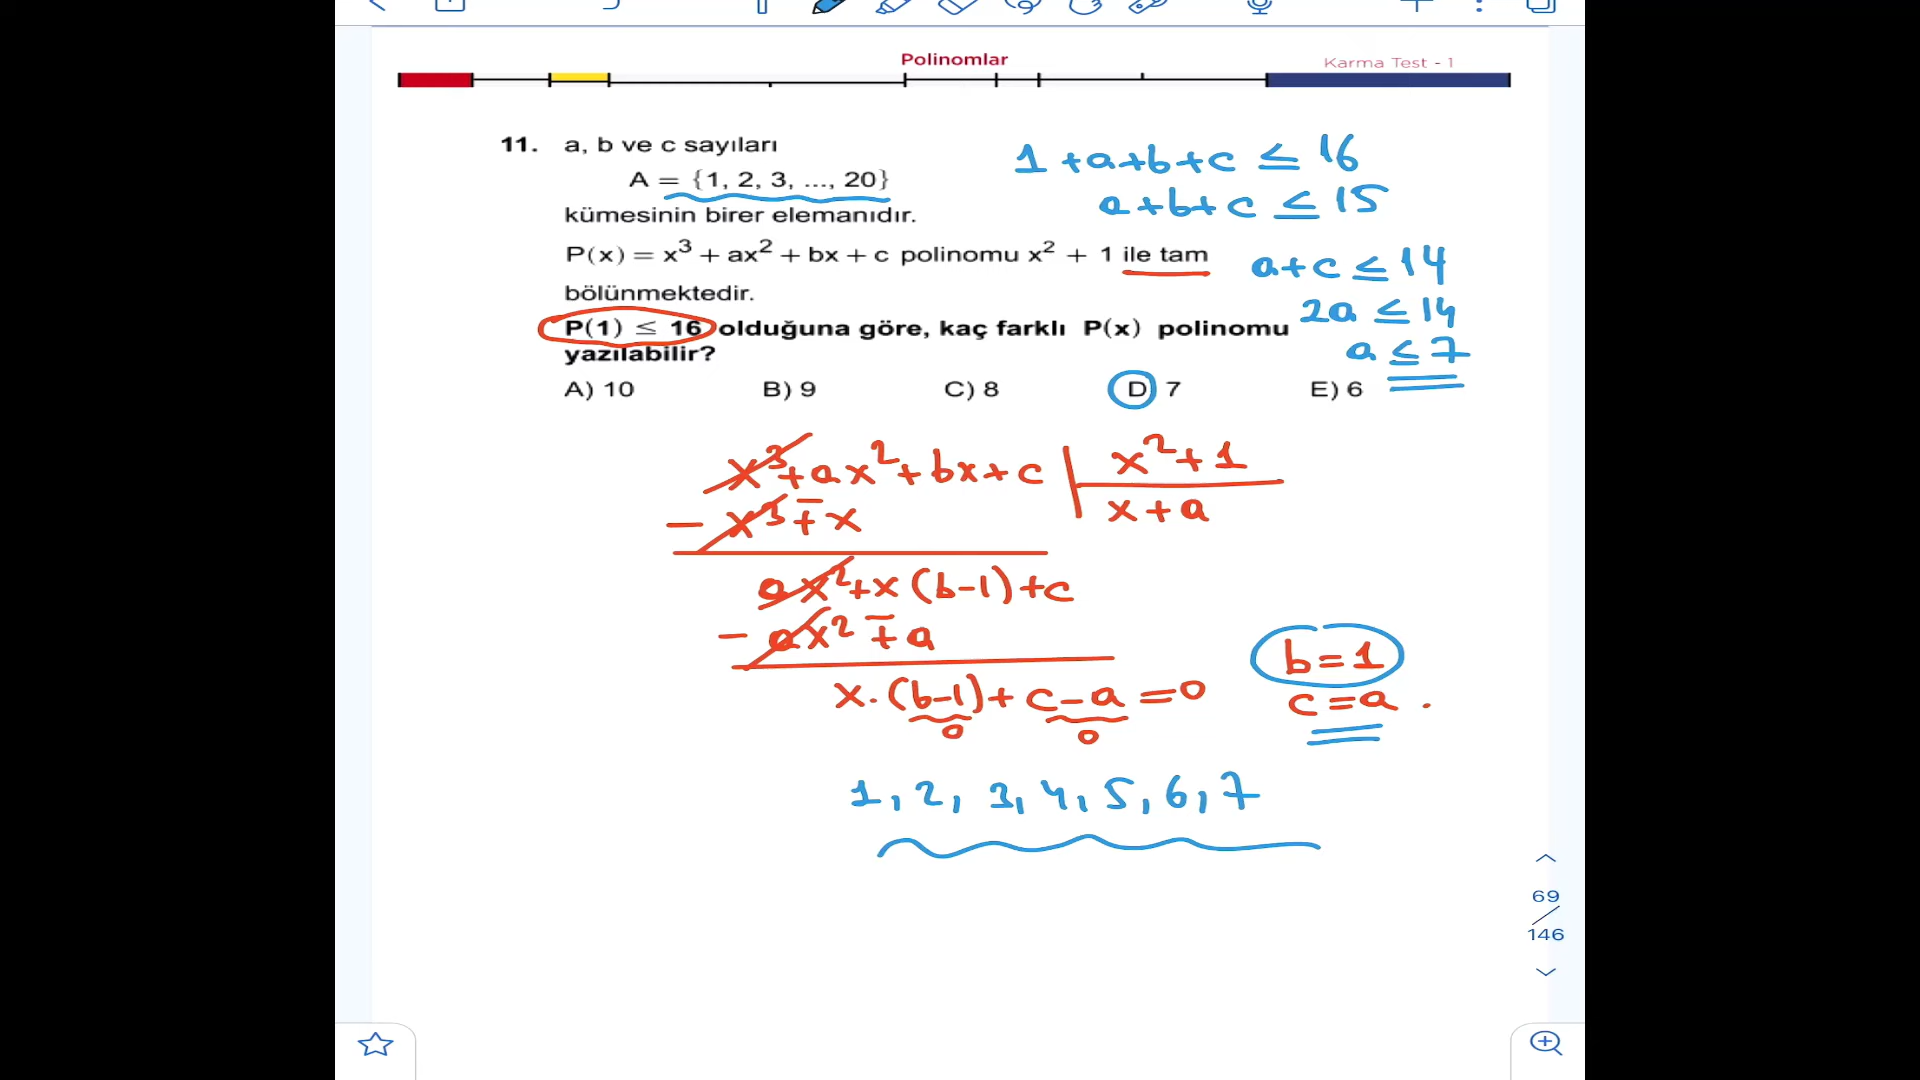 Polinomlar
Karma Test - 1
11. a, b ve c sayıları
A = {1, 2, 3, ..., 20}
kümesinin birer elemanıdır.
P(x) = x³ + ax² + bx + c polinomu x² + 1 ile tam
bölünmektedir.
P(1) ≤ 16 olduğuna göre, kaç farklı P(x) polinomu
yazılabilir?
A) 10 B) 9 C) 8 D) 7 E) 6
1 + a + b + c ≤ 16
a + b + c ≤ 15
a + c ≤ 14
2a ≤ 14
a ≤ 7
x³ + ax² + bx + c | x² + 1
x + a
- x³ ∓ x
ax² + x (b - 1) + c
- ax² ∓ a
x · (b - 1) + c - a = 0
0 0
b = 1
c = a .
1, 2, 3, 4, 5, 6, 7
69
146